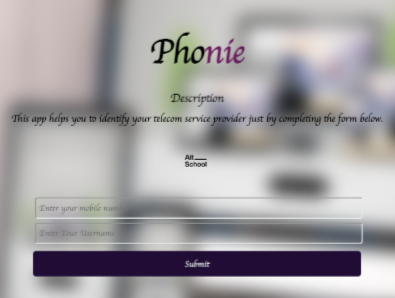 Phonie
Description
This app helps you to identify your telecom service provider just by completing the form below.
Alt
School
Enter your mobile num
Enter Your Username
Submit